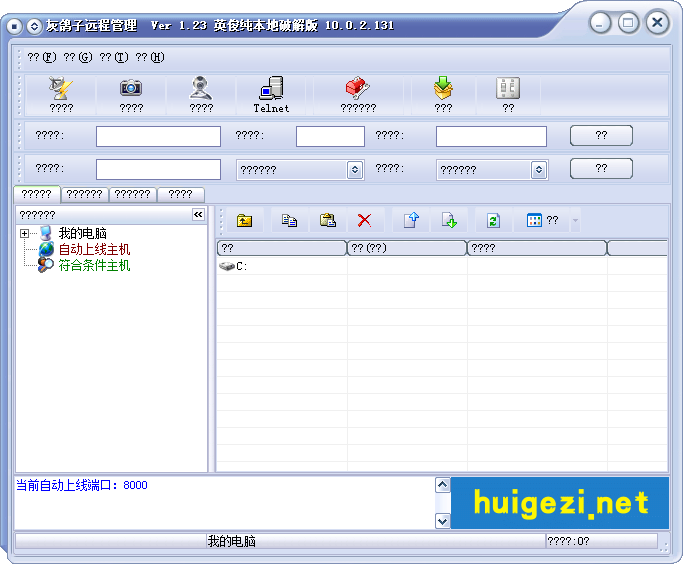 灰鸽子远程管理 Ver 1.23 英俊纯本地破解版 10.0.2.131
??(F) ??(G) ??(T) ??(H)
???? ???? ???? Telnet ?????? ??? ??
????: ????: ????: ??
????: ?????? ????: ?????? ??
????? ?????? ?????? ????
?????? «
??
我的电脑
自动上线主机
符合条件主机
?? ??(??) ????
C:
当前自动上线端口: 8000
huigezi.net
我的电脑 ????:0?